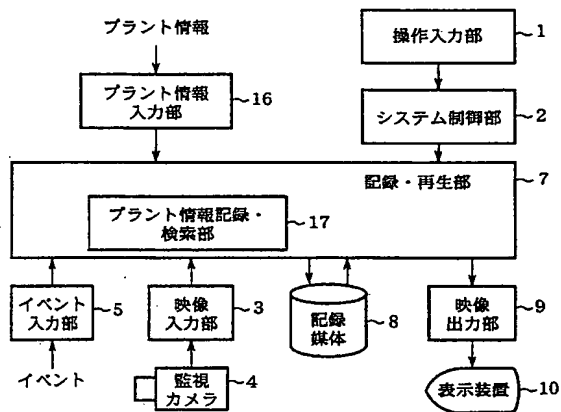 プラント情報
操作入力部
1
プラント情報
入力部
16
システム制御部
2
記録・再生部
7
プラント情報記録・
検索部
17
イベント
入力部
5
映像
入力部
3
記録
媒体
8
映像
出力部
9
イベント
監視
カメラ
4
表示装置
10